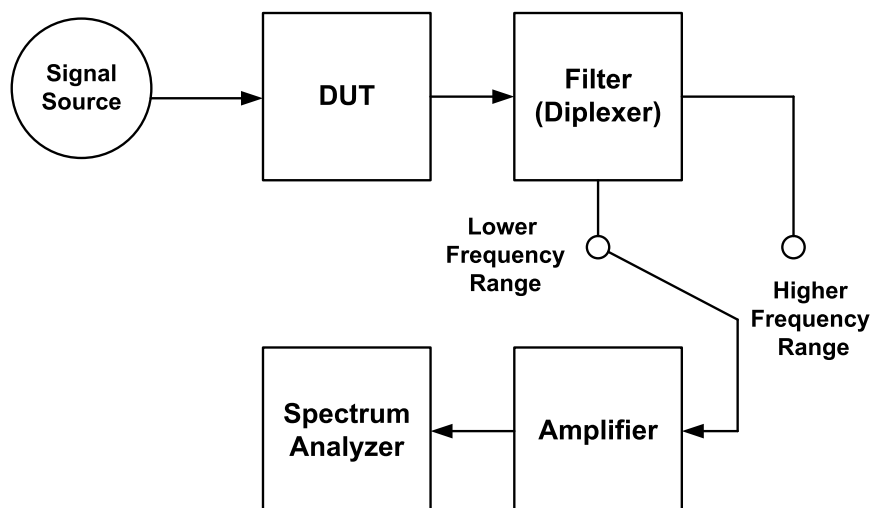 Signal
Source
DUT
Filter
(Diplexer)
Lower
Frequency
Range
Higher
Frequency
Range
Spectrum
Analyzer
Amplifier